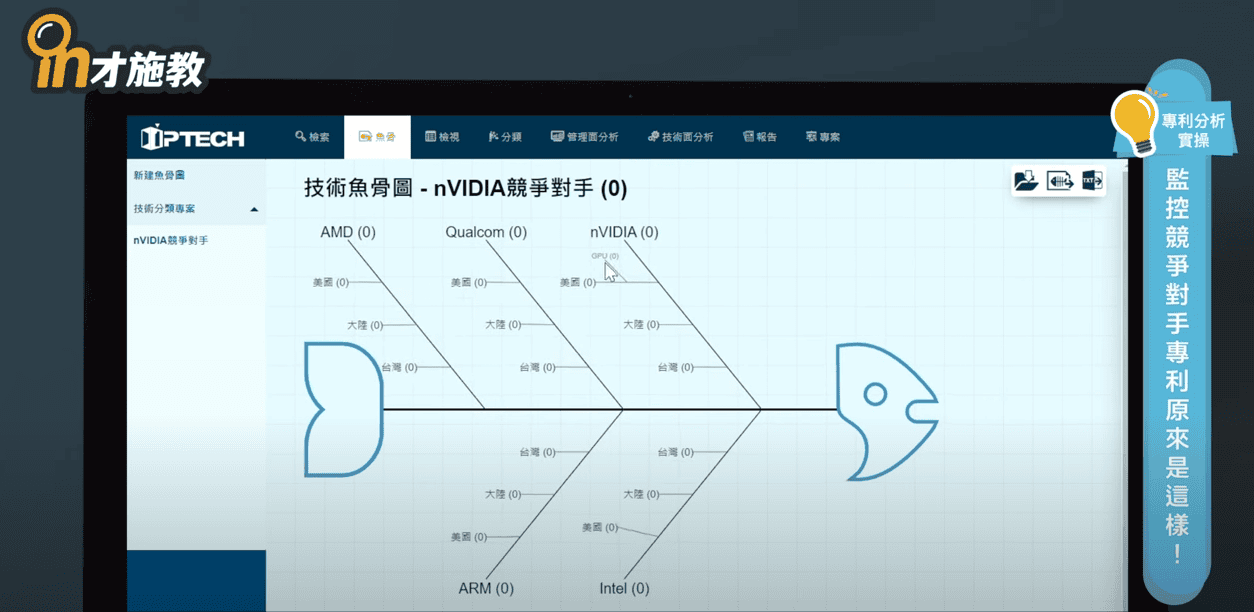 in才施教
IPTECH
檢索
魚骨
檢視
分類
管理面分析
技術面分析
報告
專案
新建魚骨圖
技術分類專案
nVIDIA競爭對手
技術魚骨圖 - nVIDIA競爭對手 (0)
TXT
AMD (0)
Qualcom (0)
nVIDIA (0)
GPU (0)
美國 (0)
美國 (0)
美國 (0)
大陸 (0)
大陸 (0)
大陸 (0)
台灣 (0)
台灣 (0)
台灣 (0)
台灣 (0)
台灣 (0)
大陸 (0)
大陸 (0)
美國 (0)
美國 (0)
ARM (0)
Intel (0)
專利分析
實操
監控競爭對手專利原來是這樣！